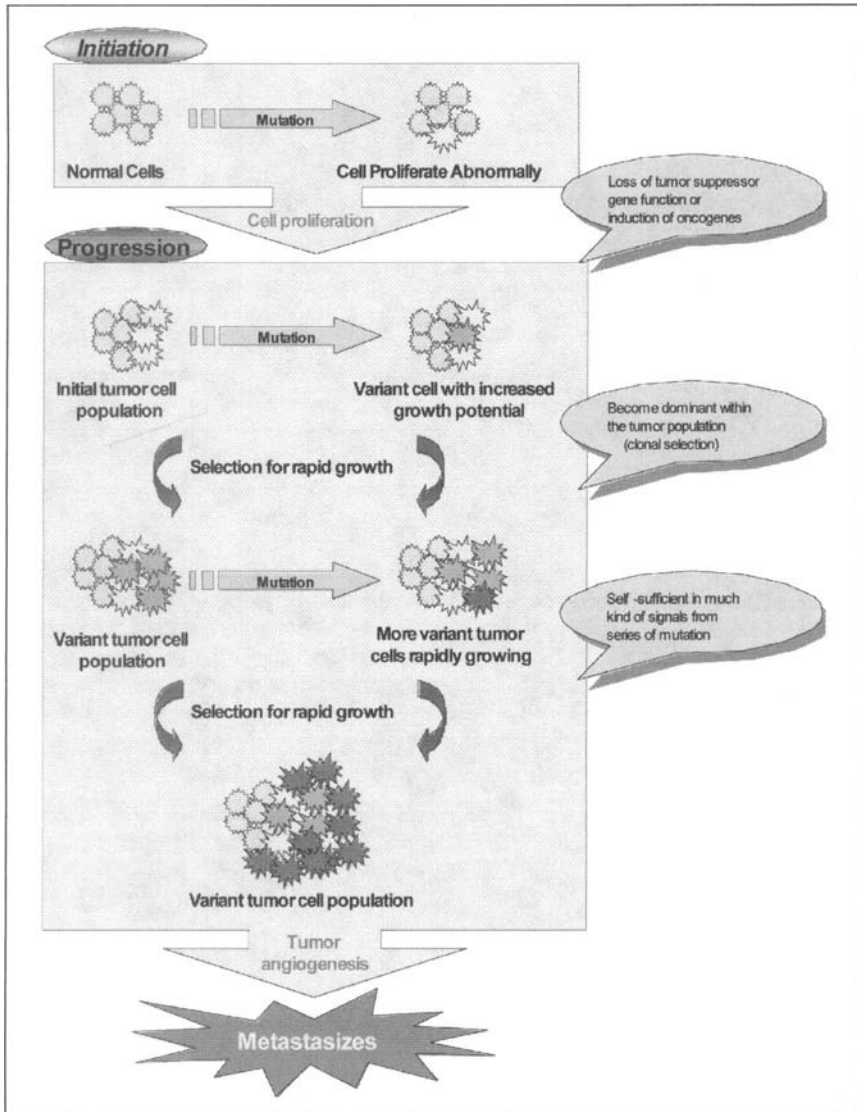 Initiation
Mutation
Normal Cells
Cell Proliferate Abnormally
Cell proliferation
Loss of tumor suppressor
gene function or
induction of oncogenes
Progression
Mutation
Initial tumor cell
population
Variant cell with increased
growth potential
Become dominant within
the tumor population
(clonal selection)
Selection for rapid growth
Mutation
Variant tumor cell
population
More variant tumor
cells rapidly growing
Self -sufficient in much
kind of signals from
series of mutation
Selection for rapid growth
Variant tumor cell population
Tumor
angiogenesis
Metastasizes